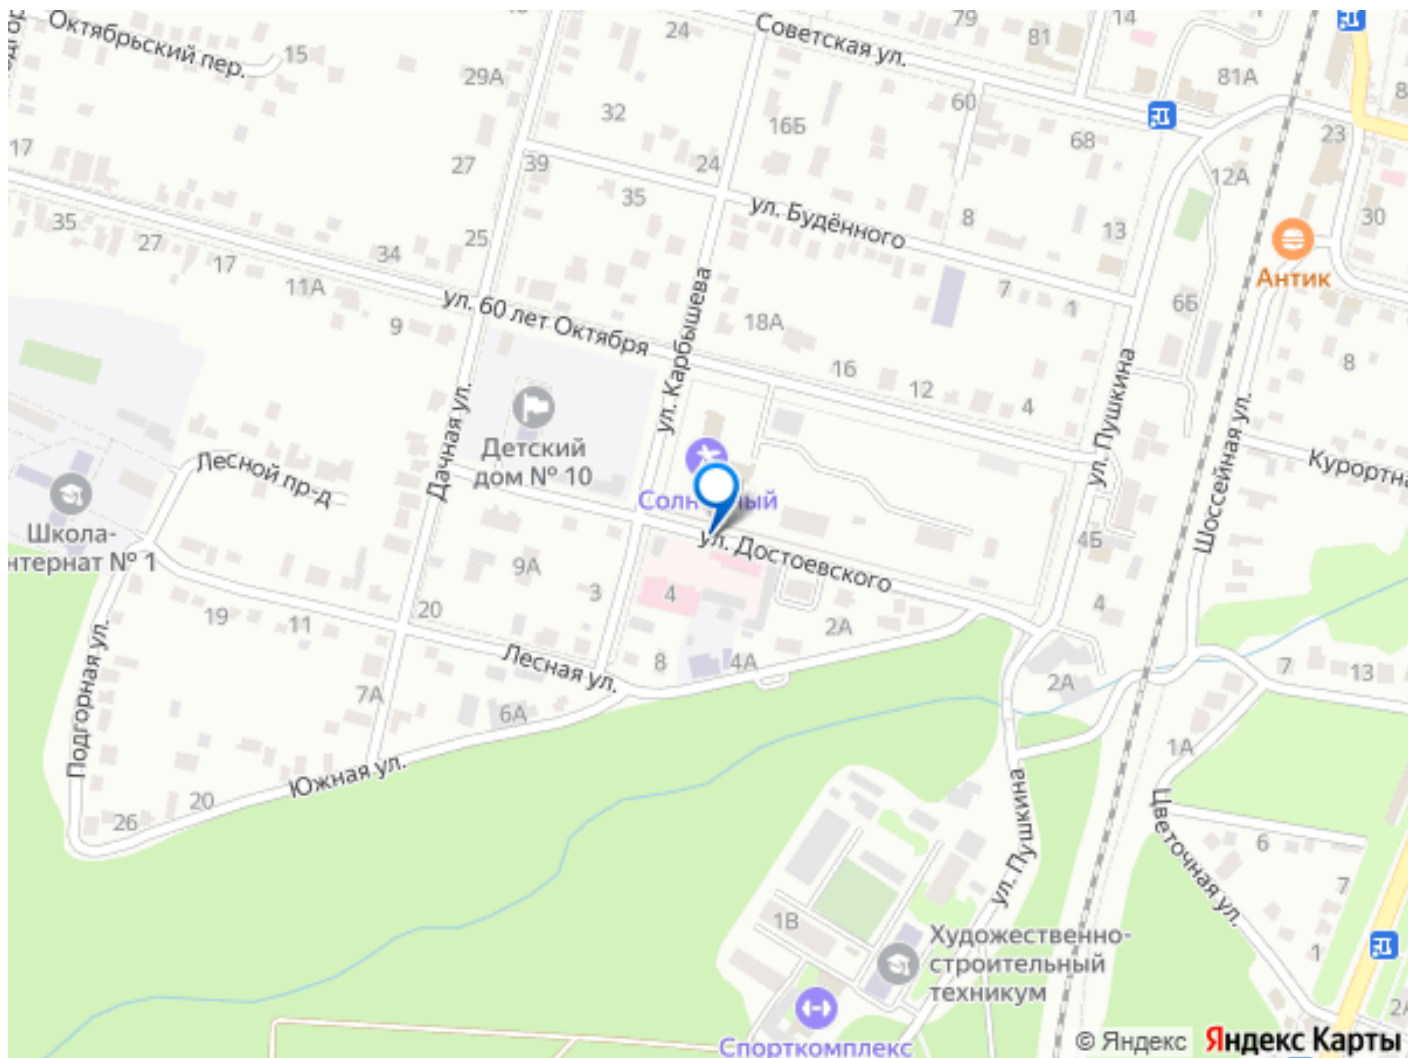 Октябрьский пер.
15
24
Советская ул.
79
81
14
81А
8
29А
32
16Б
60
68
23
17
27
39
24
12А
35
35
8
13
30
27
17
34
25
ул. Будённого
Антик
11А
ул. 60 лет Октября
ул. Карбышева
7
1
6Б
9
18А
16
12
4
8
ул. Пушкина
Шоссейная ул.
Дачная ул.
Детский
дом № 10
Лесной пр-д
Курортна
Школа-
нтернат № 1
ул. Достоевского
4Б
9А
3
4
4
19
11
20
2А
Лесная ул.
8
4А
2А
7
13
Подгорная ул.
7А
6А
1А
Южная ул.
20
26
ул. Пушкина
Цветочная ул.
6
7
1
1В
Художественно-
строительный
техникум
2А
Спорткомплекс
© Яндекс
Яндекс Карты